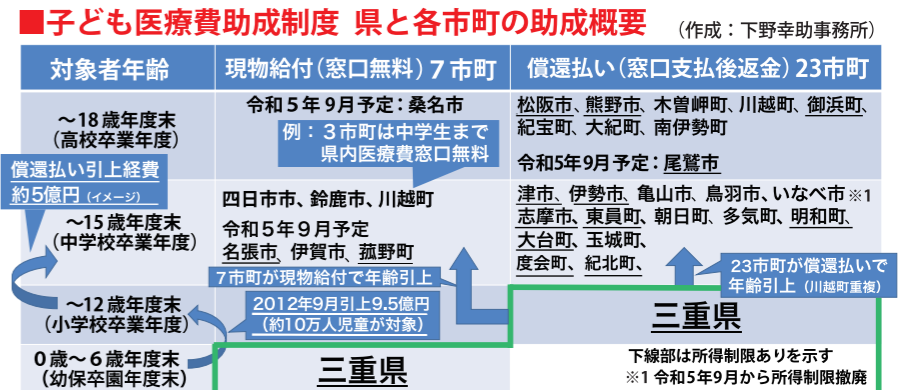 ■子ども医療費助成制度 県と各市町の助成概要
（作成：下野幸助事務所）
対象者年齢
現物給付（窓口無料）７市町
償還払い（窓口支払後返金）23市町
～18歳年度末
（高校卒業年度）
令和５年９月予定：桑名市
例：３市町は中学生まで
県内医療費窓口無料
松阪市、熊野市、木曽岬町、川越町、御浜町、
紀宝町、大紀町、南伊勢町
令和5年９月予定：尾鷲市
償還払い引上経費
約5億円（イメージ）
～15歳年度末
（中学校卒業年度）
四日市市、鈴鹿市、川越町
令和５年９月予定
名張市、伊賀市、菰野町
7市町が現物給付で年齢引上
津市、伊勢市、亀山市、鳥羽市、いなべ市※1
志摩市、東員町、朝日町、多気町、明和町、
大台町、玉城町、
度会町、紀北町、
23市町が償還払いで
年齢引上（川越町重複）
～12歳年度末
（小学校卒業年度）
2012年9月引上9.5億円
（約10万人児童が対象）
三重県
０歳～６歳年度末
（幼保卒園年度末）
三重県
下線部は所得制限ありを示す
※1 令和5年9月から所得制限撤廃